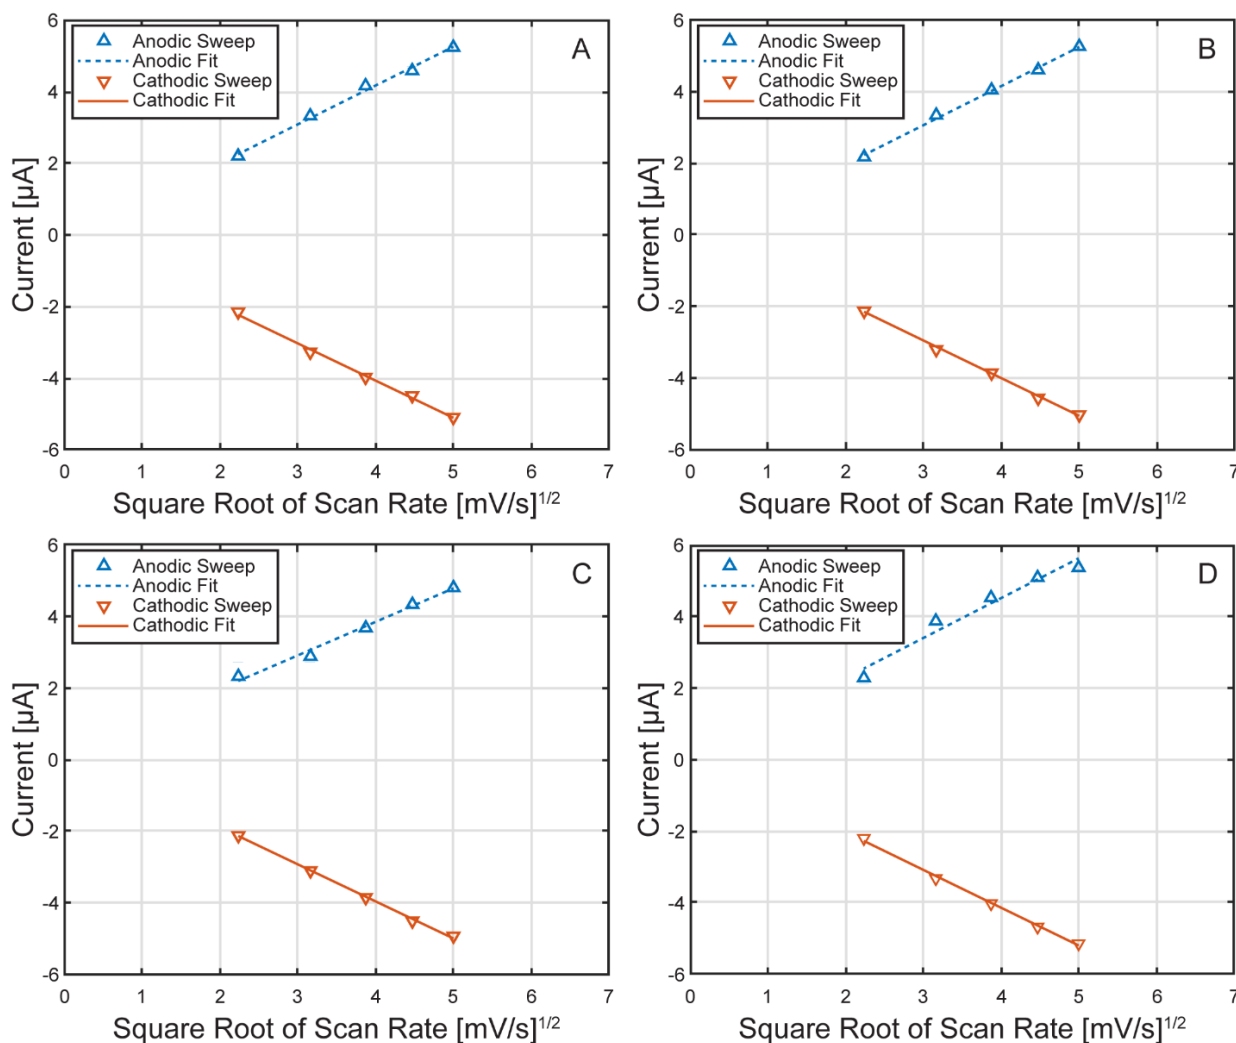 6
4
2
0
-2
-4
-6
Current [µA]
Anodic Sweep
Anodic Fit
Cathodic Sweep
Cathodic Fit
A
0 1 2 3 4 5 6 7
Square Root of Scan Rate [mV/s]1/2
6
4
2
0
-2
-4
-6
Current [µA]
Anodic Sweep
Anodic Fit
Cathodic Sweep
Cathodic Fit
B
0 1 2 3 4 5 6 7
Square Root of Scan Rate [mV/s]1/2
6
4
2
0
-2
-4
-6
Current [µA]
Anodic Sweep
Anodic Fit
Cathodic Sweep
Cathodic Fit
C
0 1 2 3 4 5 6 7
Square Root of Scan Rate [mV/s]1/2
6
4
2
0
-2
-4
-6
Current [µA]
Anodic Sweep
Anodic Fit
Cathodic Sweep
Cathodic Fit
D
0 1 2 3 4 5 6 7
Square Root of Scan Rate [mV/s]1/2